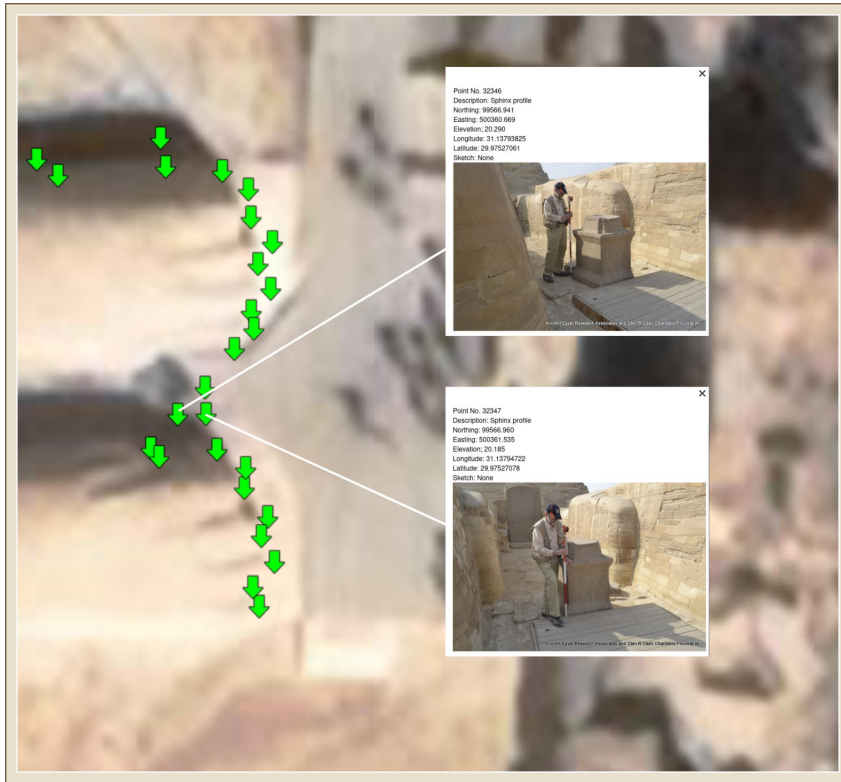 Point No. 32346
Description: Sphinx profile
Northing: 99566.941
Easting: 500360.669
Elevation; 20.290
Longitude: 31.13793825
Latitude: 29.97527061
Sketch: None
Ancient Egypt Research Associates and Glen R Dash Charitable Foundation
Point No. 32347
Description: Sphinx profile
Northing: 99566.960
Easting: 500361.535
Elevation; 20.185
Longitude: 31.13794722
Latitude: 29.97527078
Sketch: None
Ancient Egypt Research Associates and Glen R Dash Charitable Foundation